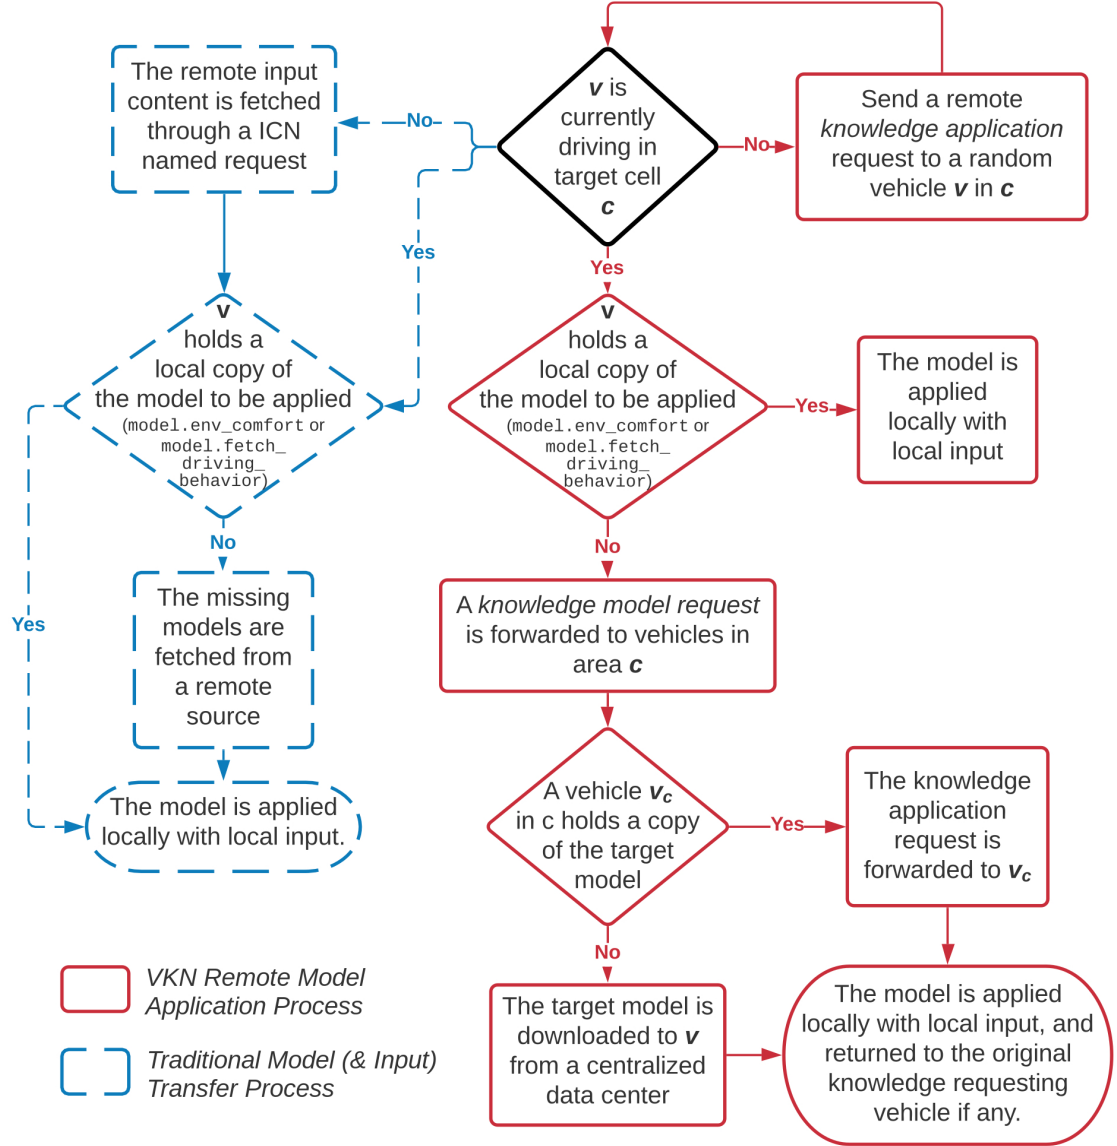 The remote input
content is fetched
through a ICN
named request
No
v is
currently
driving in
target cell
c
No
Send a remote
knowledge application
request to a random
vehicle v in c
Yes
Yes
v
holds a
local copy of
the model to be applied
(model.env_comfort or
model.fetch_
driving_
behavior)
v
holds a
local copy of
the model to be applied
(model.env_comfort or
model.fetch_
driving_
behavior)
Yes
The model is
applied
locally with
local input
No
No
Yes
The missing
models are
fetched from
a remote
source
A knowledge model request
is forwarded to vehicles in
area c
The model is applied
locally with local input.
A vehicle vc
in c holds a copy
of the target
model
Yes
The knowledge
application
request is
forwarded to vc
No
VKN Remote Model
Application Process
Traditional Model (& Input)
Transfer Process
The target model is
downloaded to v
from a centralized
data center
The model is applied
locally with local input, and
returned to the original
knowledge requesting
vehicle if any.